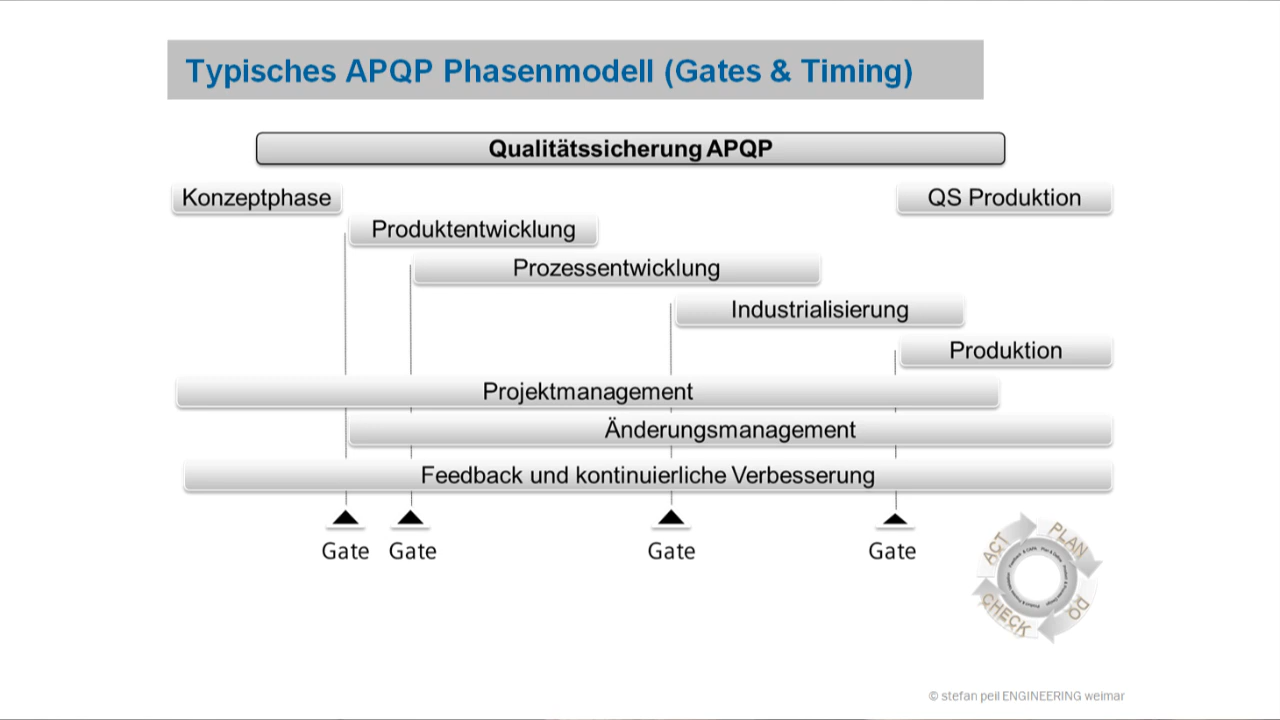 Typisches APQP Phasenmodell (Gates & Timing)
Qualitätssicherung APQP
Konzeptphase
QS Produktion
Produktentwicklung
Prozessentwicklung
Industrialisierung
Produktion
Projektmanagement
Änderungsmanagement
Feedback und kontinuierliche Verbesserung
Gate
Gate
Gate
Gate
ACT
PLAN
DO
CHECK
© stefan peil ENGINEERING weimar